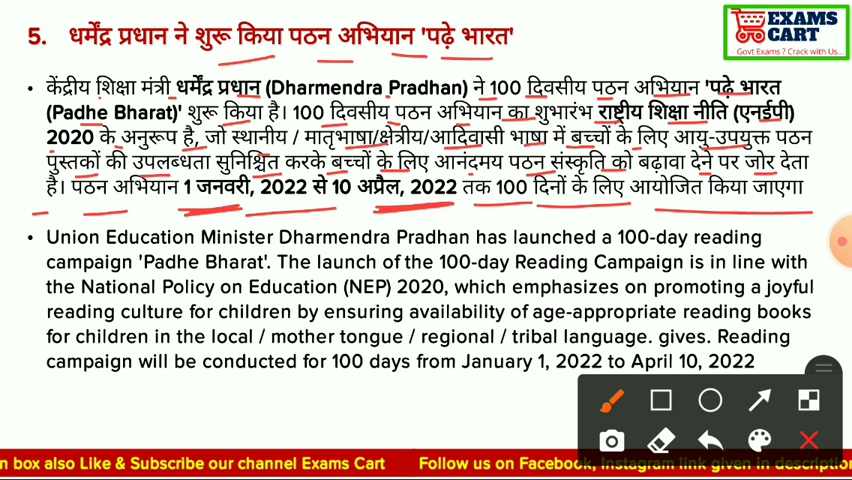 5. धर्मेंद्र प्रधान ने शुरू किया पठन अभियान 'पढ़े भारत'
EXAMS
CART
Govt Exams ? Crack with Us...
• केंद्रीय शिक्षा मंत्री धर्मेंद्र प्रधान (Dharmendra Pradhan) ने 100 दिवसीय पठन अभियान 'पढ़े भारत
(Padhe Bharat)' शुरू किया है। 100 दिवसीय पठन अभियान का शुभारंभ राष्ट्रीय शिक्षा नीति (एनईपी)
2020 के अनुरूप है, जो स्थानीय / मातृभाषा/क्षेत्रीय/आदिवासी भाषा में बच्चों के लिए आयु-उपयुक्त पठन
पुस्तकों की उपलब्धता सुनिश्चित करके बच्चों के लिए आनंदमय पठन संस्कृति को बढ़ावा देने पर जोर देता
है। पठन अभियान 1 जनवरी, 2022 से 10 अप्रैल, 2022 तक 100 दिनों के लिए आयोजित किया जाएगा
• Union Education Minister Dharmendra Pradhan has launched a 100-day reading
campaign 'Padhe Bharat'. The launch of the 100-day Reading Campaign is in line with
the National Policy on Education (NEP) 2020, which emphasizes on promoting a joyful
reading culture for children by ensuring availability of age-appropriate reading books
for children in the local / mother tongue / regional / tribal language. gives. Reading
campaign will be conducted for 100 days from January 1, 2022 to April 10, 2022
n box also Like & Subscribe our channel Exams Cart Follow us on Facebook, Instagram link given in description